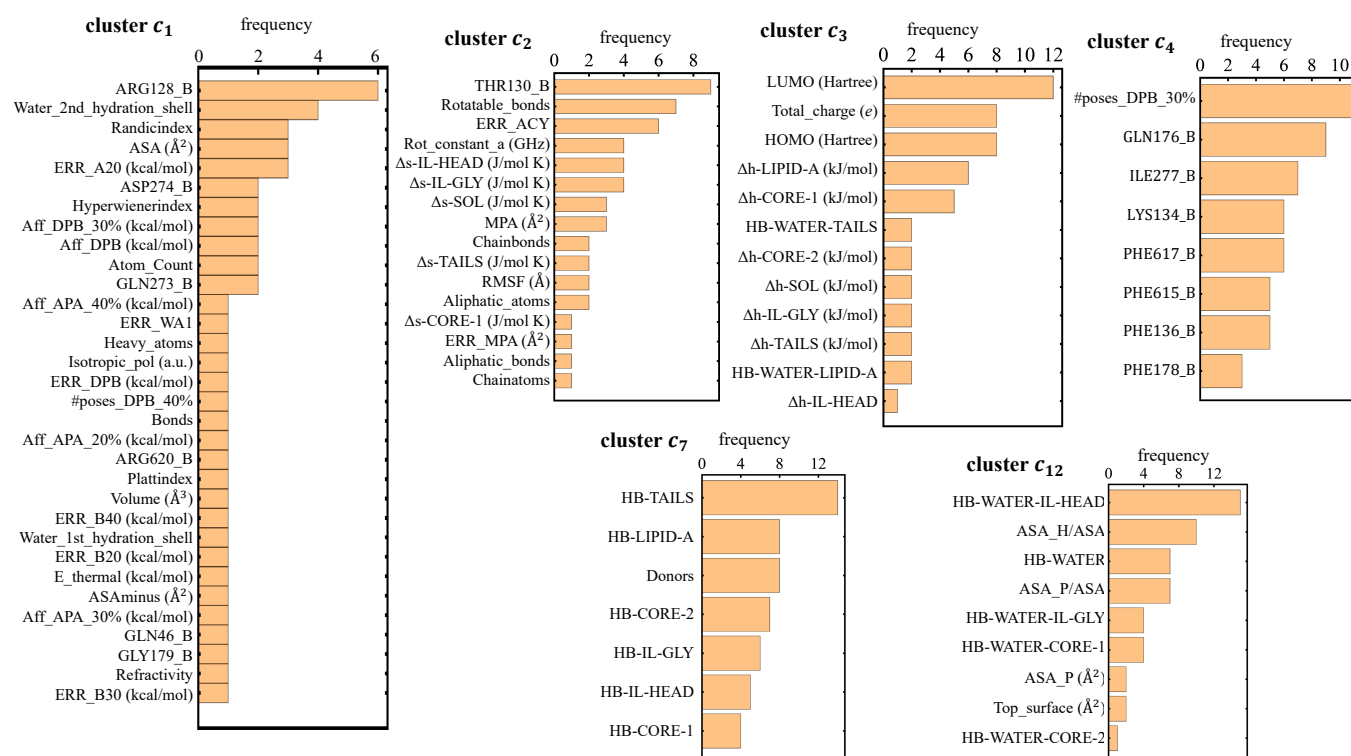 cluster c₁
frequency
0 2 4 6
ARG128_B
Water_2nd_hydration_shell
Randicindex
ASA (Å²)
ERR_A20 (kcal/mol)
ASP274_B
Hyperwienerindex
Aff_DPB_30% (kcal/mol)
Aff_DPB (kcal/mol)
Atom_Count
GLN273_B
Aff_APA_40% (kcal/mol)
ERR_WA1
Heavy_atoms
Isotropic_pol (a.u.)
ERR_DPB (kcal/mol)
#poses_DPB_40%
Bonds
Aff_APA_20% (kcal/mol)
ARG620_B
Plattindex
Volume (Å³)
ERR_B40 (kcal/mol)
Water_1st_hydration_shell
ERR_B20 (kcal/mol)
E_thermal (kcal/mol)
ASAminus (Å²)
Aff_APA_30% (kcal/mol)
GLN46_B
GLY179_B
Refractivity
ERR_B30 (kcal/mol)
cluster c₂
frequency
0 2 4 6 8
THR130_B
Rotatable_bonds
ERR_ACY
Rot_constant_a (GHz)
Δs-IL-HEAD (J/mol K)
Δs-IL-GLY (J/mol K)
Δs-SOL (J/mol K)
MPA (Å²)
Chainbonds
Δs-TAILS (J/mol K)
RMSF (Å)
Aliphatic_atoms
Δs-CORE-1 (J/mol K)
ERR_MPA (Å²)
Aliphatic_bonds
Chainatoms
cluster c₃
frequency
0 2 4 6 8 10 12
LUMO (Hartree)
Total_charge (e)
HOMO (Hartree)
Δh-LIPID-A (kJ/mol)
Δh-CORE-1 (kJ/mol)
HB-WATER-TAILS
Δh-CORE-2 (kJ/mol)
Δh-SOL (kJ/mol)
Δh-IL-GLY (kJ/mol)
Δh-TAILS (kJ/mol)
HB-WATER-LIPID-A
Δh-IL-HEAD
cluster c₄
frequency
0 2 4 6 8 10
#poses_DPB_30%
GLN176_B
ILE277_B
LYS134_B
PHE617_B
PHE615_B
PHE136_B
PHE178_B
cluster c₇
frequency
0 4 8 12
HB-TAILS
HB-LIPID-A
Donors
HB-CORE-2
HB-IL-GLY
HB-IL-HEAD
HB-CORE-1
cluster c₁₂
frequency
0 4 8 12
HB-WATER-IL-HEAD
ASA_H/ASA
HB-WATER
ASA_P/ASA
HB-WATER-IL-GLY
HB-WATER-CORE-1
ASA_P (Å²)
Top_surface (Å²)
HB-WATER-CORE-2